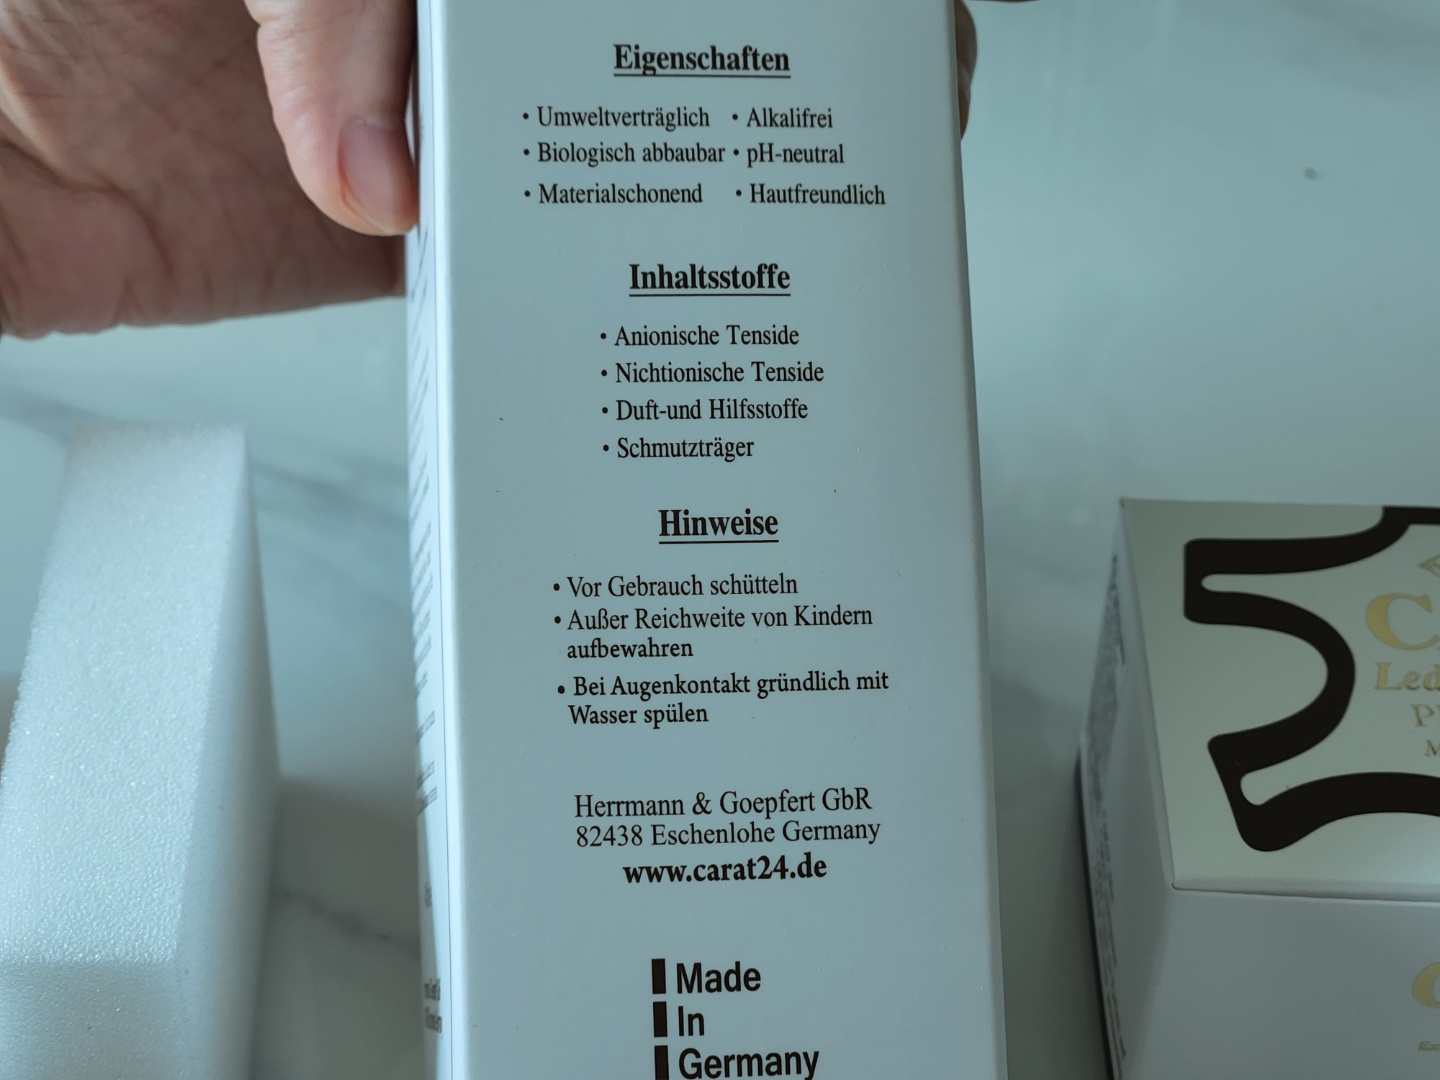 Eigenschaften
• Umweltverträglich • Alkalifrei
• Biologisch abbaubar • pH-neutral
• Materialschonend • Hautfreundlich
Inhaltsstoffe
• Anionische Tenside
• Nichtionische Tenside
• Duft-und Hilfsstoffe
• Schmutzträger
Hinweise
• Vor Gebrauch schütteln
• Außer Reichweite von Kindern
aufbewahren
• Bei Augenkontakt gründlich mit
Wasser spülen
Herrmann & Goepfert GbR
82438 Eschenlohe Germany
www.carat24.de
Made
In
Germany